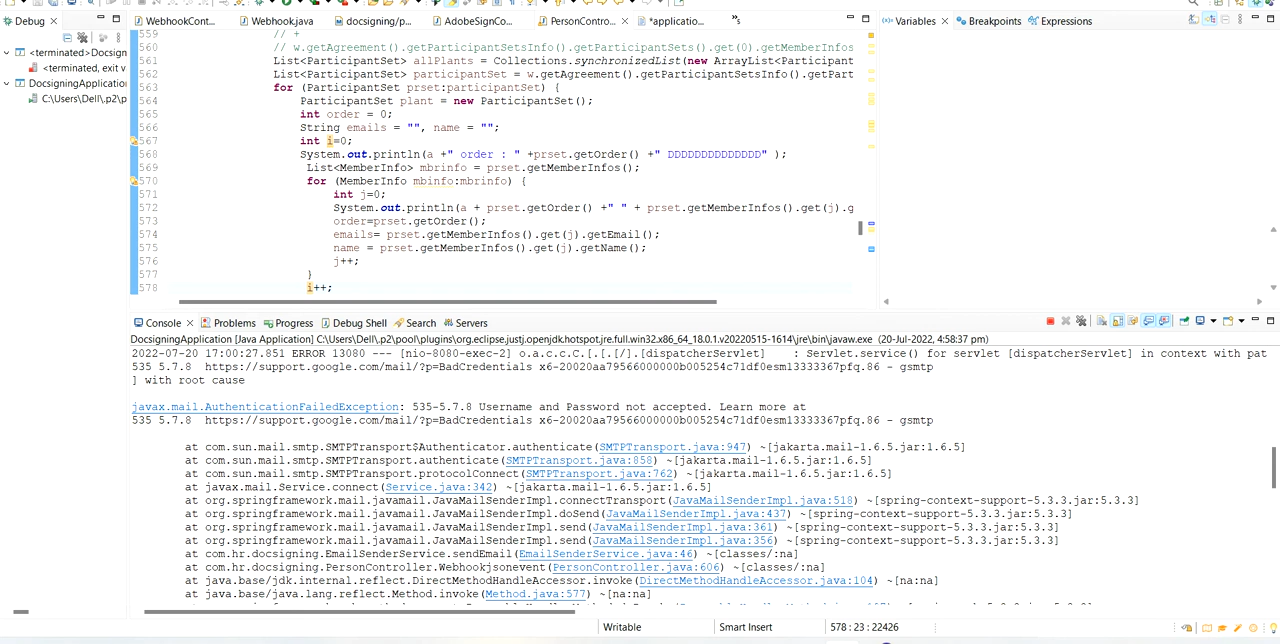 Debug
WebhookCont...
Webhook.java
docsigning/p...
AdobeSignCo...
PersonContro...
*applicatio...
Variables
Breakpoints
Expressions
<terminated>Docsign
<terminated, exit v
DocsigningApplication
C:\Users\Dell\.p2\p
559 // +
560 // w.getAgreement().getParticipantSetsInfo().getParticipantSets().get(0).getMemberInfos
561 List<ParticipantSet> allPlants = Collections.synchronizedList(new ArrayList<Participant
562 List<ParticipantSet> participantSet = w.getAgreement().getParticipantSetsInfo().getPart
563 for (ParticipantSet prset:participantSet) {
564 ParticipantSet plant = new ParticipantSet();
565 int order = 0;
566 String emails = "", name = "";
567 int i=0;
568 System.out.println(a +" order : " +prset.getOrder() +" DDDDDDDDDDDDDD" );
569 List<MemberInfo> mbrinfo = prset.getMemberInfos();
570 for (MemberInfo mbinfo:mbrinfo) {
571 int j=0;
572 System.out.println(a + prset.getOrder() +" " + prset.getMemberInfos().get(j).g
573 order=prset.getOrder();
574 emails= prset.getMemberInfos().get(j).getEmail();
575 name = prset.getMemberInfos().get(j).getName();
576 j++;
577 }
578 i++;
Console
Problems
Progress
Debug Shell
Search
Servers
DocsigningApplication [Java Application] C:\Users\Dell\.p2\pool\plugins\org.eclipse.justj.openjdk.hotspot.jre.full.win32.x86_64_18.0.1.v20220515-1614\jre\bin\javaw.exe (20-Jul-2022, 4:58:37 pm)
2022-07-20 17:00:27.851 ERROR 13080 --- [nio-8080-exec-2] o.a.c.c.C.[.[.[/].[dispatcherServlet] : Servlet.service() for servlet [dispatcherServlet] in context with pat
535 5.7.8 https://support.google.com/mail/?p=BadCredentials x6-20020aa79566000000b005254c71df0esm13333367pfq.86 - gsmtp
] with root cause
javax.mail.AuthenticationFailedException: 535-5.7.8 Username and Password not accepted. Learn more at
535 5.7.8 https://support.google.com/mail/?p=BadCredentials x6-20020aa79566000000b005254c71df0esm13333367pfq.86 - gsmtp
at com.sun.mail.smtp.SMTPTransport$Authenticator.authenticate(SMTPTransport.java:947) ~[jakarta.mail-1.6.5.jar:1.6.5]
at com.sun.mail.smtp.SMTPTransport.authenticate(SMTPTransport.java:858) ~[jakarta.mail-1.6.5.jar:1.6.5]
at com.sun.mail.smtp.SMTPTransport.protocolConnect(SMTPTransport.java:762) ~[jakarta.mail-1.6.5.jar:1.6.5]
at javax.mail.Service.connect(Service.java:342) ~[jakarta.mail-1.6.5.jar:1.6.5]
at org.springframework.mail.javamail.JavaMailSenderImpl.connectTransport(JavaMailSenderImpl.java:518) ~[spring-context-support-5.3.3.jar:5.3.3]
at org.springframework.mail.javamail.JavaMailSenderImpl.doSend(JavaMailSenderImpl.java:437) ~[spring-context-support-5.3.3.jar:5.3.3]
at org.springframework.mail.javamail.JavaMailSenderImpl.send(JavaMailSenderImpl.java:361) ~[spring-context-support-5.3.3.jar:5.3.3]
at org.springframework.mail.javamail.JavaMailSenderImpl.send(JavaMailSenderImpl.java:356) ~[spring-context-support-5.3.3.jar:5.3.3]
at com.hr.docsigning.EmailSenderService.sendEmail(EmailSenderService.java:46) ~[classes/:na]
at com.hr.docsigning.PersonController.Webhookjsonevent(PersonController.java:606) ~[classes/:na]
at java.base/jdk.internal.reflect.DirectMethodHandleAccessor.invoke(DirectMethodHandleAccessor.java:104) ~[na:na]
at java.base/java.lang.reflect.Method.invoke(Method.java:577) ~[na:na]
Writable
Smart Insert
578 : 23 : 22426